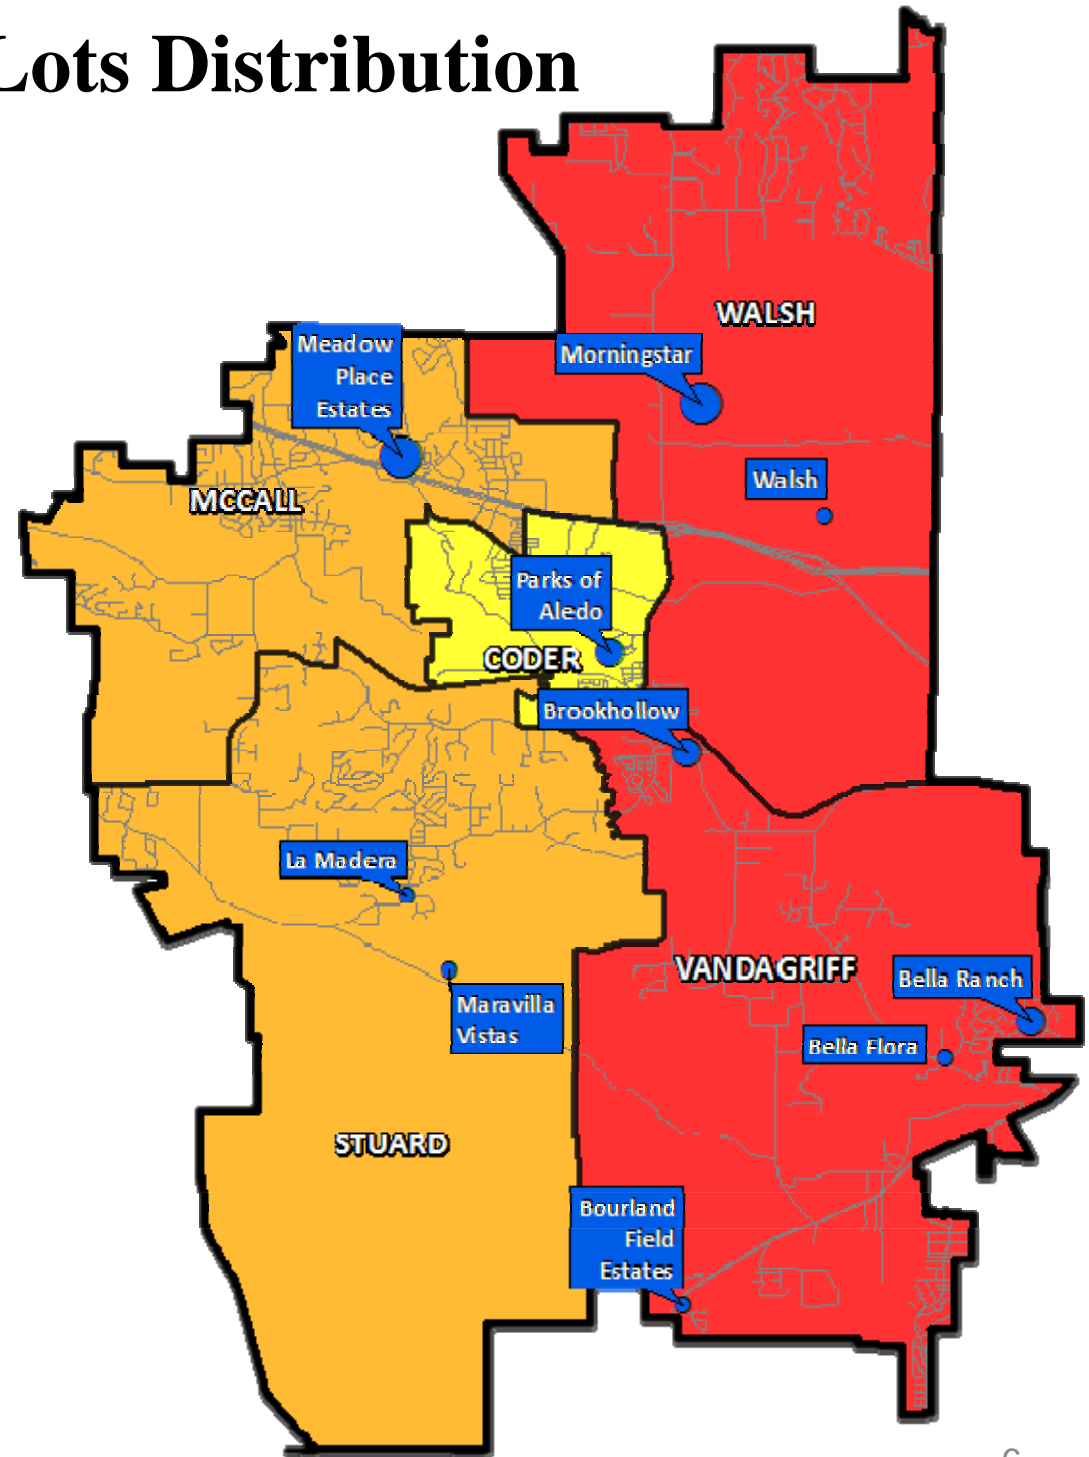 Lots Distribution
WALSH
Meadow
Place
Estates
Morningstar
Walsh
MCCALL
Parks of
Aledo
CODER
Brookhollow
La Madera
VANDAGRIFF
Bella Ranch
Maravilla
Vistas
Bella Flora
STUARD
Bourland
Field
Estates